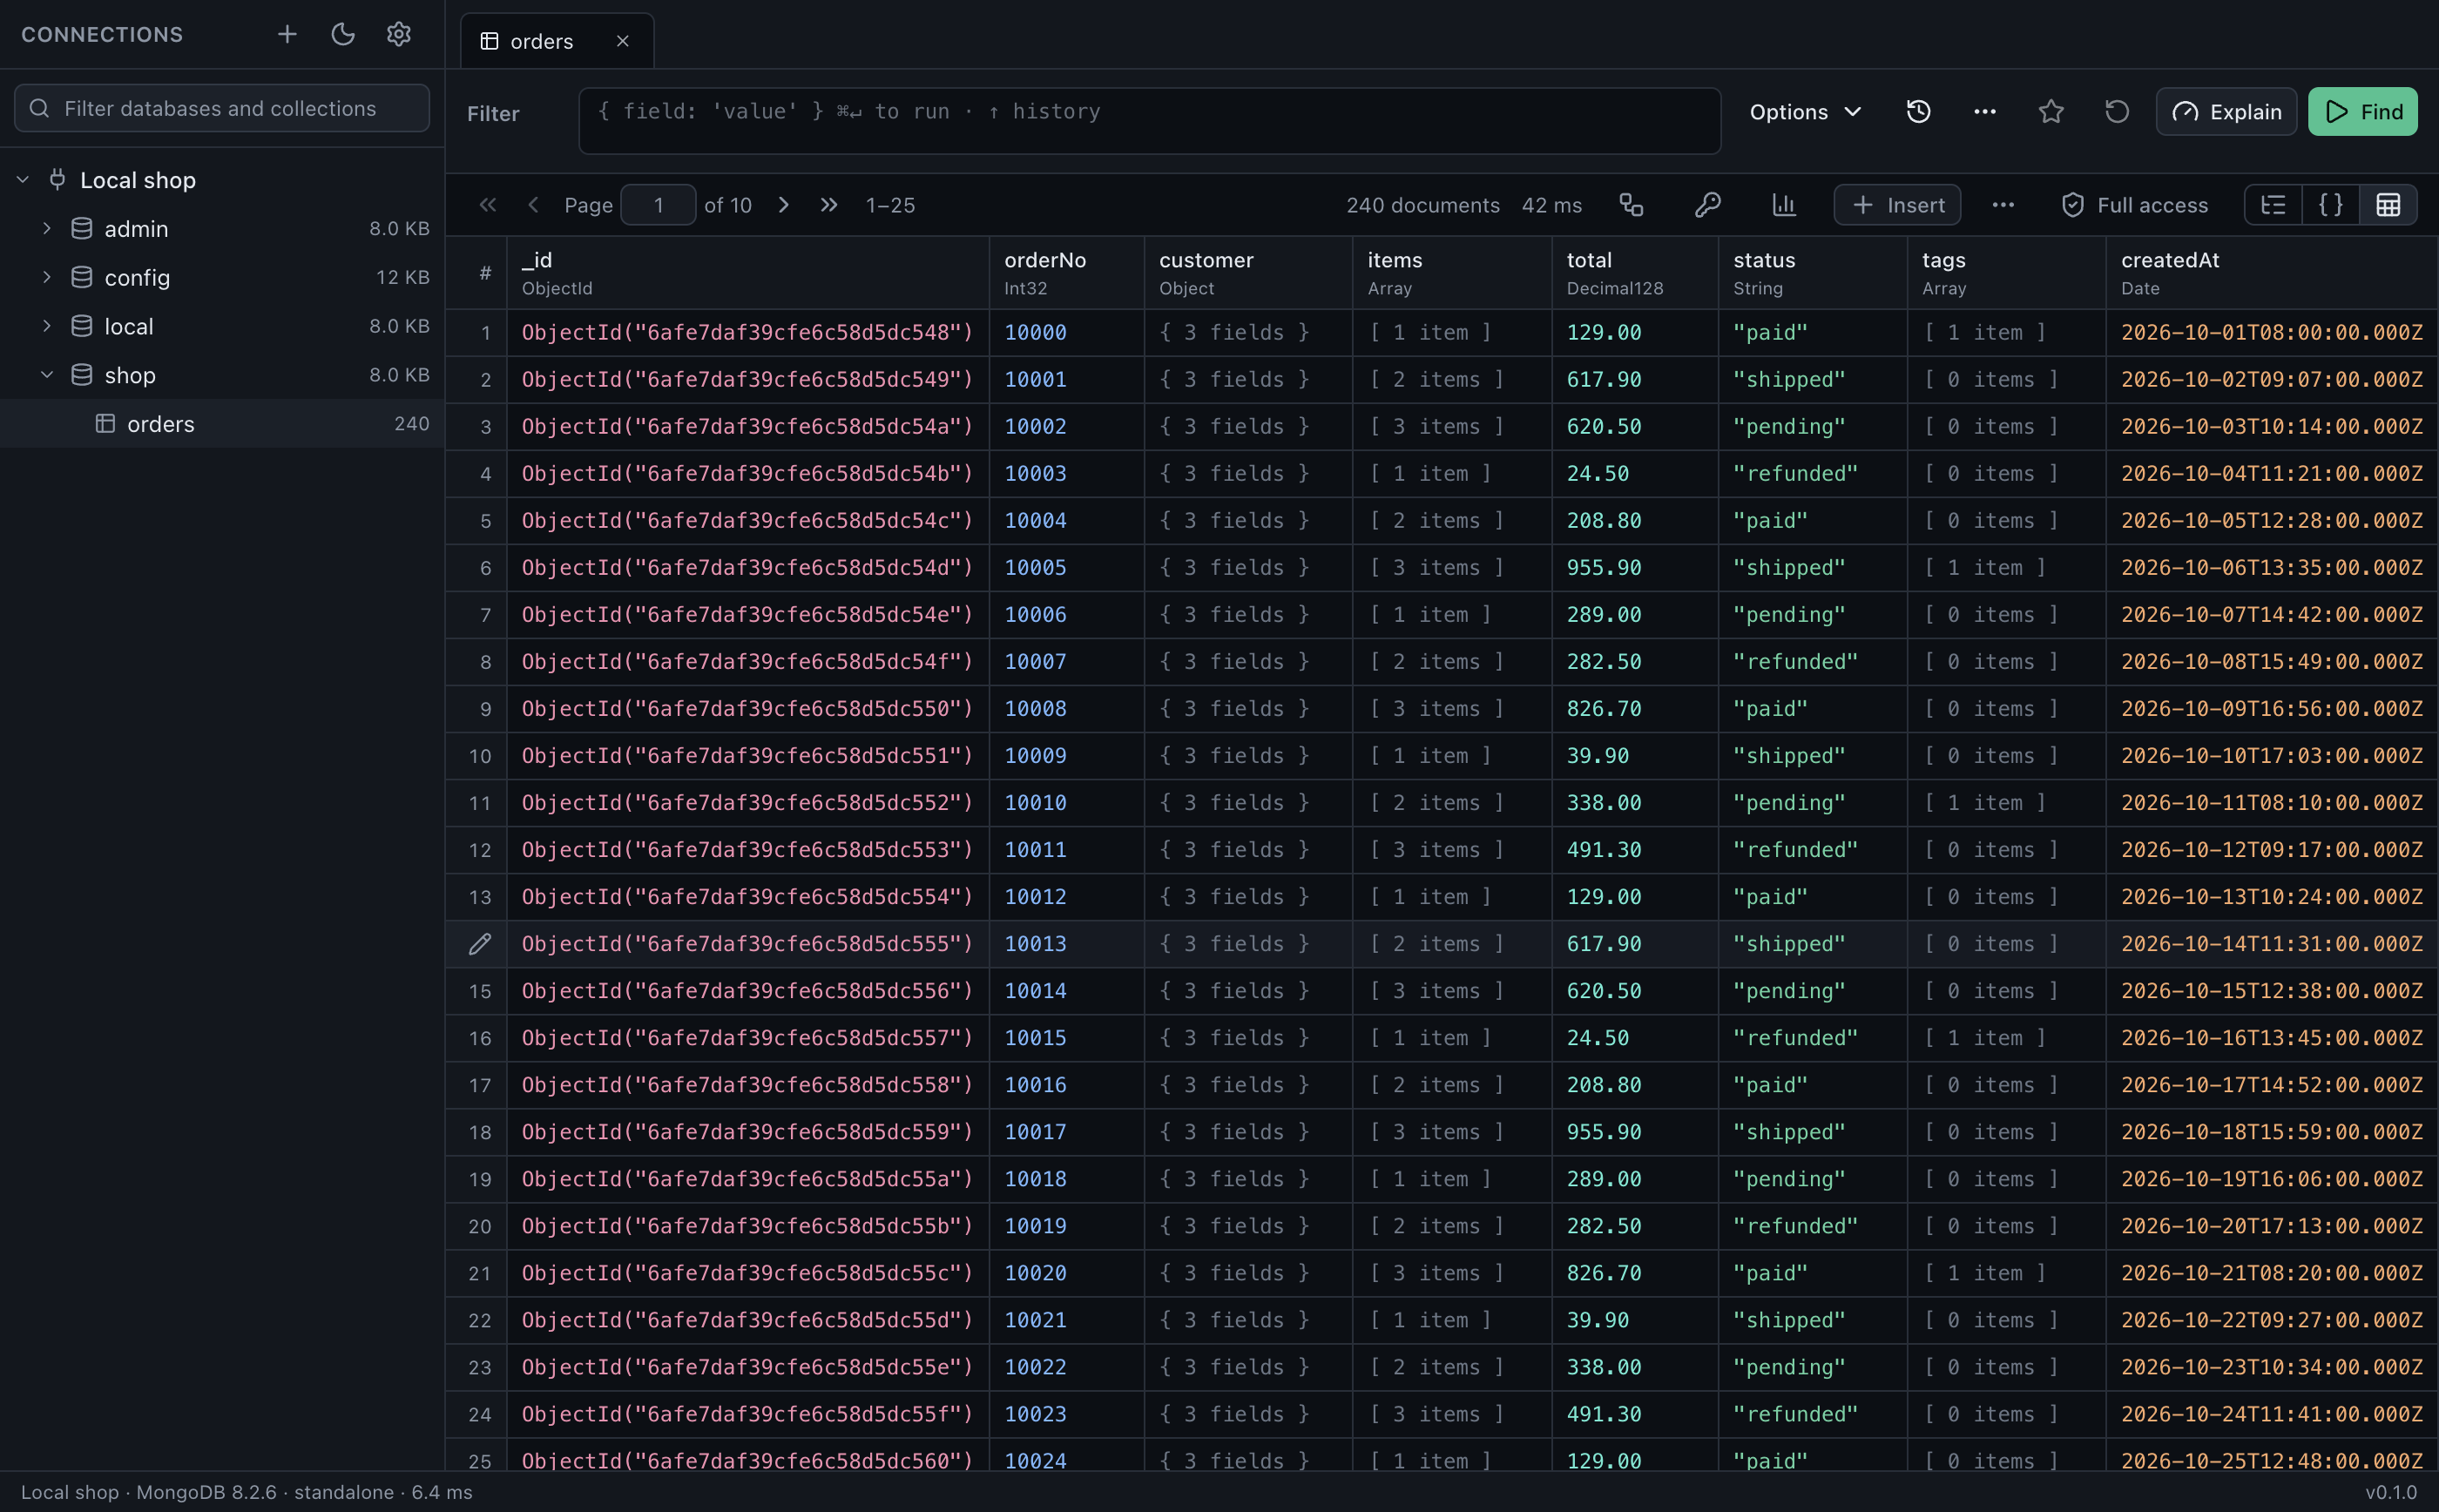 CONNECTIONS
Filter databases and collections
Local shop
admin 8.0 KB
config 12 KB
local 8.0 KB
shop 8.0 KB
orders 240
orders
Filter { field: 'value' } ⌘↵ to run · ↑ history Options Explain Find
Page 1 of 10 1–25 240 documents 42 ms Insert Full access { }
# _id orderNo customer items total status tags createdAt
ObjectId Int32 Object Array Decimal128 String Array Date
1 ObjectId("6afe7daf39cfe6c58d5dc548") 10000 { 3 fields } [ 1 item ] 129.00 "paid" [ 1 item ] 2026-10-01T08:00:00.000Z
2 ObjectId("6afe7daf39cfe6c58d5dc549") 10001 { 3 fields } [ 2 items ] 617.90 "shipped" [ 0 items ] 2026-10-02T09:07:00.000Z
3 ObjectId("6afe7daf39cfe6c58d5dc54a") 10002 { 3 fields } [ 3 items ] 620.50 "pending" [ 0 items ] 2026-10-03T10:14:00.000Z
4 ObjectId("6afe7daf39cfe6c58d5dc54b") 10003 { 3 fields } [ 1 item ] 24.50 "refunded" [ 0 items ] 2026-10-04T11:21:00.000Z
5 ObjectId("6afe7daf39cfe6c58d5dc54c") 10004 { 3 fields } [ 2 items ] 208.80 "paid" [ 0 items ] 2026-10-05T12:28:00.000Z
6 ObjectId("6afe7daf39cfe6c58d5dc54d") 10005 { 3 fields } [ 3 items ] 955.90 "shipped" [ 1 item ] 2026-10-06T13:35:00.000Z
7 ObjectId("6afe7daf39cfe6c58d5dc54e") 10006 { 3 fields } [ 1 item ] 289.00 "pending" [ 0 items ] 2026-10-07T14:42:00.000Z
8 ObjectId("6afe7daf39cfe6c58d5dc54f") 10007 { 3 fields } [ 2 items ] 282.50 "refunded" [ 0 items ] 2026-10-08T15:49:00.000Z
9 ObjectId("6afe7daf39cfe6c58d5dc550") 10008 { 3 fields } [ 3 items ] 826.70 "paid" [ 0 items ] 2026-10-09T16:56:00.000Z
10 ObjectId("6afe7daf39cfe6c58d5dc551") 10009 { 3 fields } [ 1 item ] 39.90 "shipped" [ 0 items ] 2026-10-10T17:03:00.000Z
11 ObjectId("6afe7daf39cfe6c58d5dc552") 10010 { 3 fields } [ 2 items ] 338.00 "pending" [ 1 item ] 2026-10-11T08:10:00.000Z
12 ObjectId("6afe7daf39cfe6c58d5dc553") 10011 { 3 fields } [ 3 items ] 491.30 "refunded" [ 0 items ] 2026-10-12T09:17:00.000Z
13 ObjectId("6afe7daf39cfe6c58d5dc554") 10012 { 3 fields } [ 1 item ] 129.00 "paid" [ 0 items ] 2026-10-13T10:24:00.000Z
ObjectId("6afe7daf39cfe6c58d5dc555") 10013 { 3 fields } [ 2 items ] 617.90 "shipped" [ 0 items ] 2026-10-14T11:31:00.000Z
15 ObjectId("6afe7daf39cfe6c58d5dc556") 10014 { 3 fields } [ 3 items ] 620.50 "pending" [ 0 items ] 2026-10-15T12:38:00.000Z
16 ObjectId("6afe7daf39cfe6c58d5dc557") 10015 { 3 fields } [ 1 item ] 24.50 "refunded" [ 1 item ] 2026-10-16T13:45:00.000Z
17 ObjectId("6afe7daf39cfe6c58d5dc558") 10016 { 3 fields } [ 2 items ] 208.80 "paid" [ 0 items ] 2026-10-17T14:52:00.000Z
18 ObjectId("6afe7daf39cfe6c58d5dc559") 10017 { 3 fields } [ 3 items ] 955.90 "shipped" [ 0 items ] 2026-10-18T15:59:00.000Z
19 ObjectId("6afe7daf39cfe6c58d5dc55a") 10018 { 3 fields } [ 1 item ] 289.00 "pending" [ 0 items ] 2026-10-19T16:06:00.000Z
20 ObjectId("6afe7daf39cfe6c58d5dc55b") 10019 { 3 fields } [ 2 items ] 282.50 "refunded" [ 0 items ] 2026-10-20T17:13:00.000Z
21 ObjectId("6afe7daf39cfe6c58d5dc55c") 10020 { 3 fields } [ 3 items ] 826.70 "paid" [ 1 item ] 2026-10-21T08:20:00.000Z
22 ObjectId("6afe7daf39cfe6c58d5dc55d") 10021 { 3 fields } [ 1 item ] 39.90 "shipped" [ 0 items ] 2026-10-22T09:27:00.000Z
23 ObjectId("6afe7daf39cfe6c58d5dc55e") 10022 { 3 fields } [ 2 items ] 338.00 "pending" [ 0 items ] 2026-10-23T10:34:00.000Z
24 ObjectId("6afe7daf39cfe6c58d5dc55f") 10023 { 3 fields } [ 3 items ] 491.30 "refunded" [ 0 items ] 2026-10-24T11:41:00.000Z
25 ObjectId("6afe7daf39cfe6c58d5dc560") 10024 { 3 fields } [ 1 item ] 129.00 "paid" [ 0 items ] 2026-10-25T12:48:00.000Z
Local shop · MongoDB 8.2.6 · standalone · 6.4 ms v0.1.0